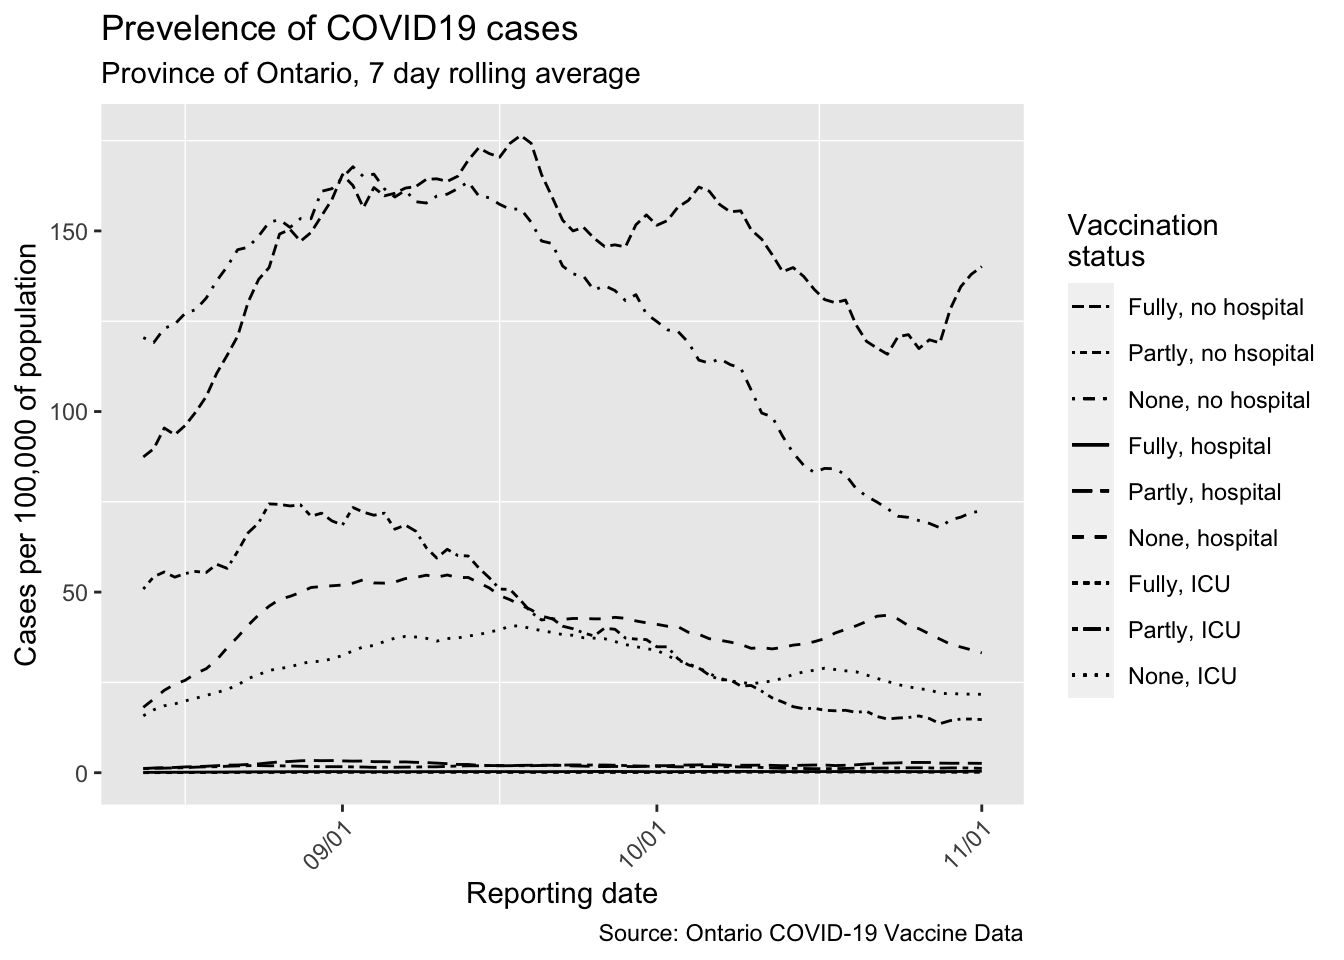 Prevelence of COVID19 cases
Province of Ontario, 7 day rolling average
Cases per 100,000 of population
150
100
50
0
09/01
10/01
11/01
Reporting date
Source: Ontario COVID-19 Vaccine Data
Vaccination
status
Fully, no hospital
Partly, no hsopital
None, no hospital
Fully, hospital
Partly, hospital
None, hospital
Fully, ICU
Partly, ICU
None, ICU